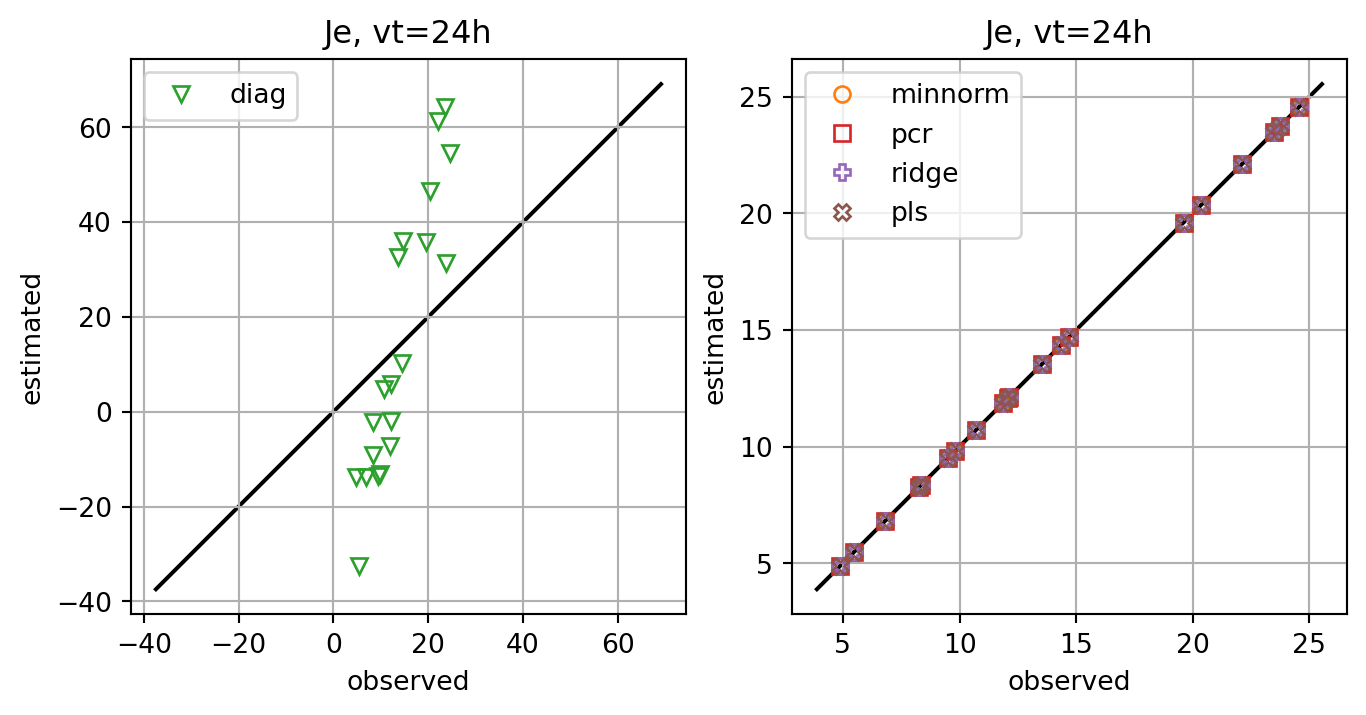 Je, vt=24h
diag
60
40
20
0
−20
−40
estimated
−40 −20 0 20 40 60
observed
Je, vt=24h
minnorm
pcr
ridge
pls
25
20
15
10
5
estimated
5 10 15 20 25
observed